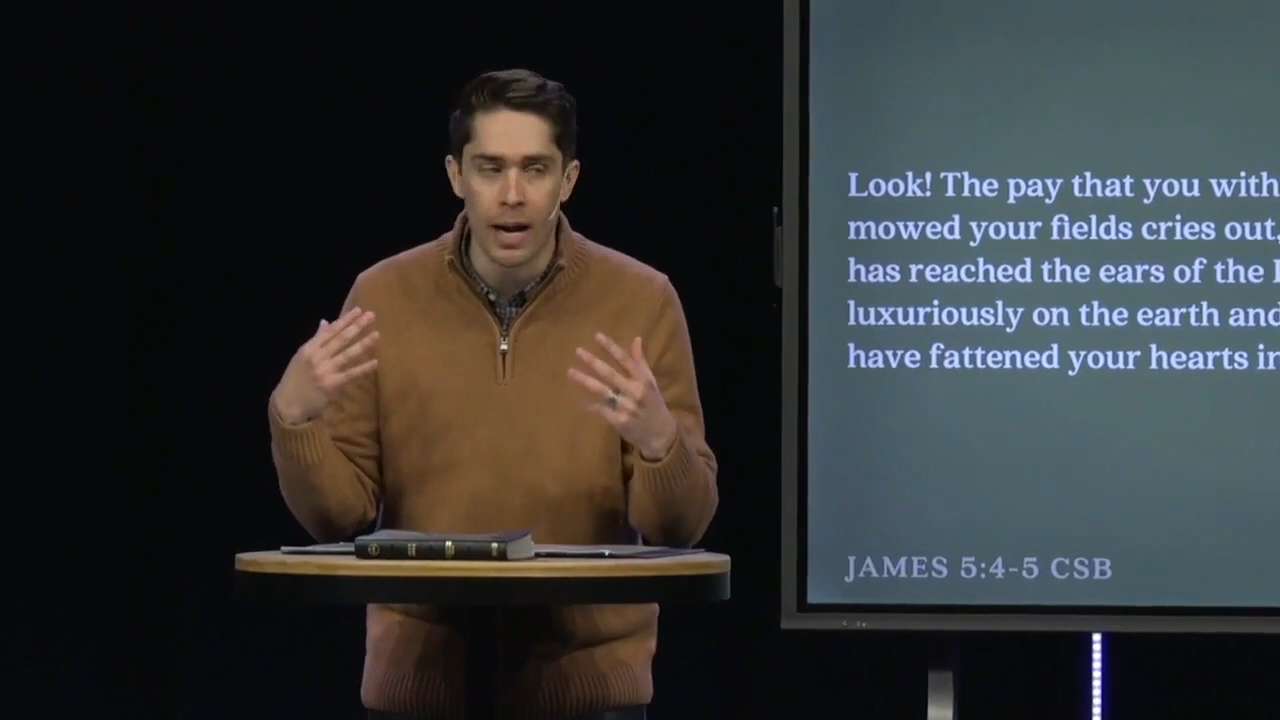 Look! The pay that you with
mowed your fields cries out,
has reached the ears of the
luxuriously on the earth and
have fattened your hearts in
JAMES 5:4-5 CSB